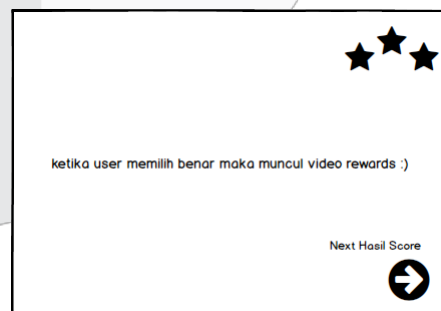 ketika user memilih benar maka muncul video rewards :)
Next Hasil Score